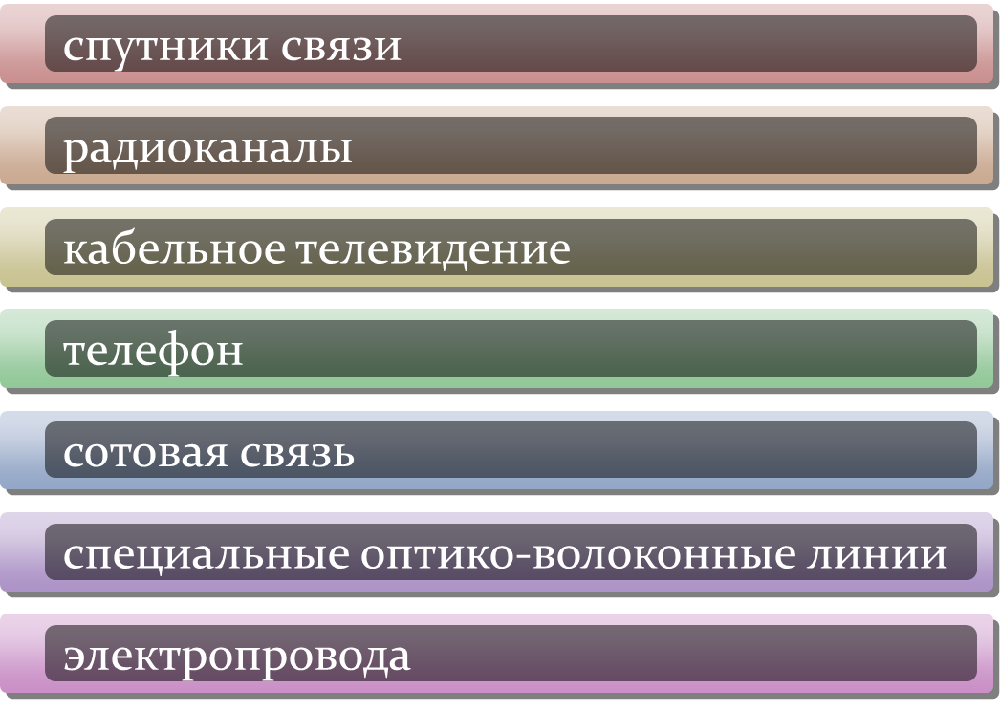 спутники связи
радиоканалы
кабельное телевидение
телефон
сотовая связь
специальные оптико-волоконные линии
электропровода